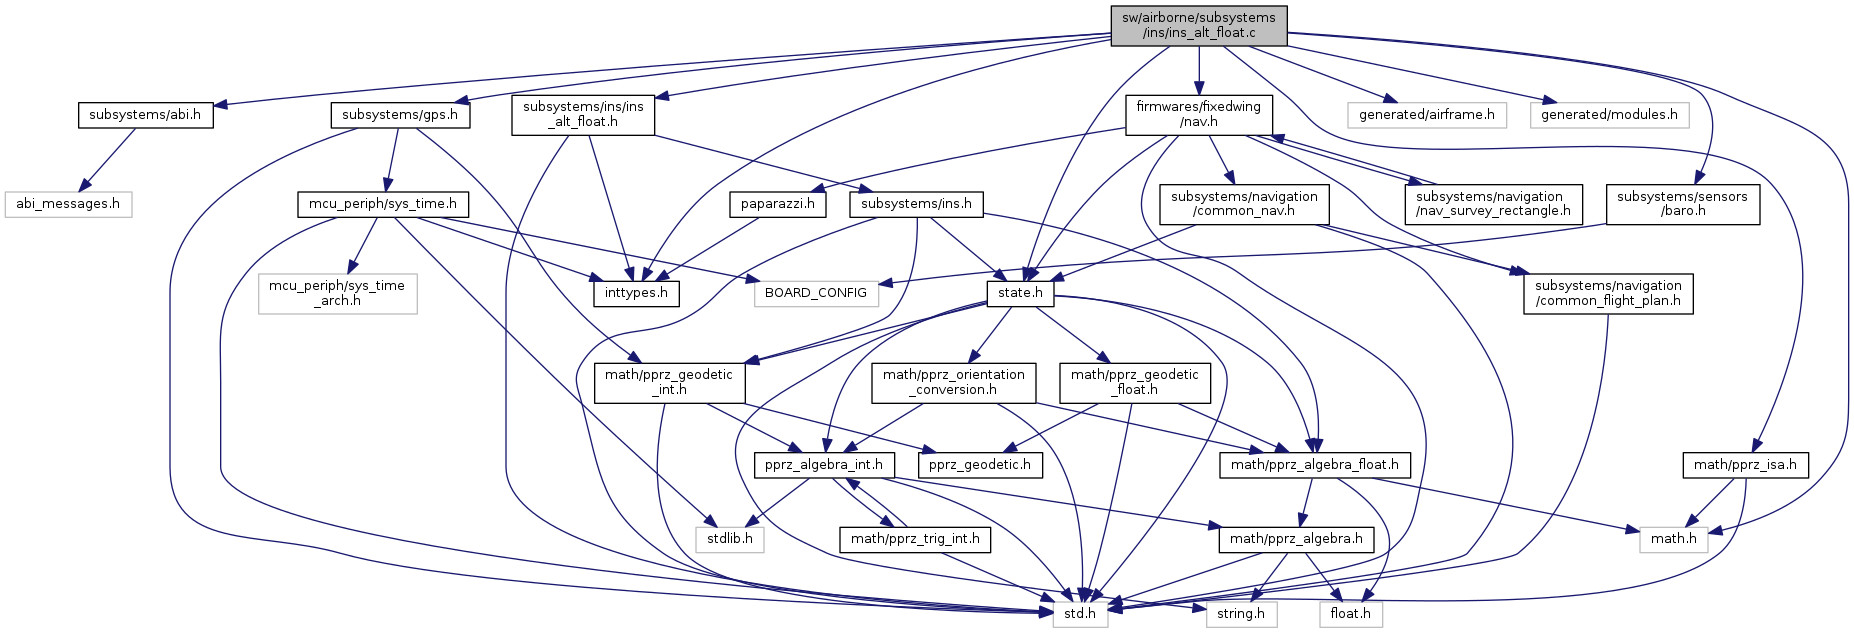 sw/airborne/subsystems
/ins/ins_alt_float.c
subsystems/abi.h
subsystems/gps.h
subsystems/ins/ins
_alt_float.h
firmwares/fixedwing
/nav.h
generated/airframe.h
generated/modules.h
abi_messages.h
mcu_periph/sys_time.h
paparazzi.h
subsystems/ins.h
subsystems/navigation
/common_nav.h
subsystems/navigation
/nav_survey_rectangle.h
subsystems/sensors
/baro.h
mcu_periph/sys_time
_arch.h
inttypes.h
BOARD_CONFIG
state.h
subsystems/navigation
/common_flight_plan.h
math/pprz_geodetic
_int.h
math/pprz_orientation
_conversion.h
math/pprz_geodetic
_float.h
pprz_algebra_int.h
pprz_geodetic.h
math/pprz_algebra_float.h
math/pprz_isa.h
stdlib.h
math/pprz_trig_int.h
math/pprz_algebra.h
math.h
std.h
string.h
float.h